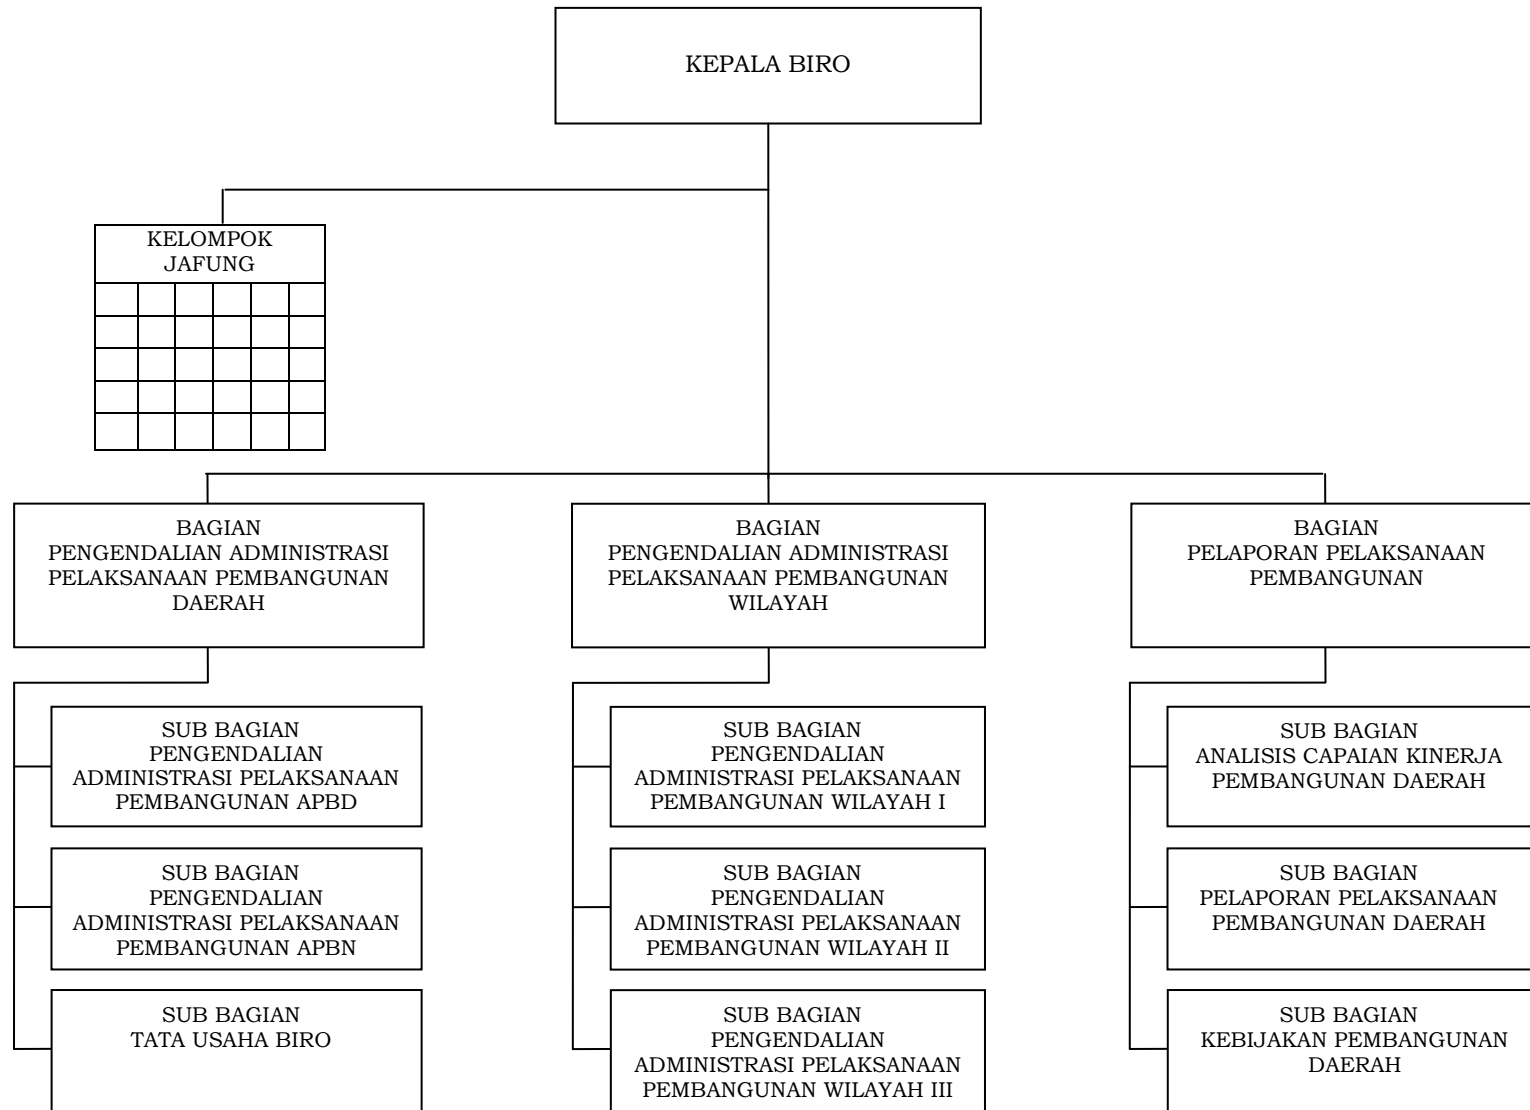 KEPALA BIRO
KELOMPOK
JAFUNG
BAGIAN
PENGENDALIAN ADMINISTRASI
PELAKSANAAN PEMBANGUNAN
DAERAH
BAGIAN
PENGENDALIAN ADMINISTRASI
PELAKSANAAN PEMBANGUNAN
WILAYAH
BAGIAN
PELAPORAN PELAKSANAAN
PEMBANGUNAN
SUB BAGIAN
PENGENDALIAN
ADMINISTRASI PELAKSANAAN
PEMBANGUNAN APBD
SUB BAGIAN
PENGENDALIAN
ADMINISTRASI PELAKSANAAN
PEMBANGUNAN WILAYAH I
SUB BAGIAN
ANALISIS CAPAIAN KINERJA
PEMBANGUNAN DAERAH
SUB BAGIAN
PENGENDALIAN
ADMINISTRASI PELAKSANAAN
PEMBANGUNAN APBN
SUB BAGIAN
PENGENDALIAN
ADMINISTRASI PELAKSANAAN
PEMBANGUNAN WILAYAH II
SUB BAGIAN
PELAPORAN PELAKSANAAN
PEMBANGUNAN DAERAH
SUB BAGIAN
TATA USAHA BIRO
SUB BAGIAN
PENGENDALIAN
ADMINISTRASI PELAKSANAAN
PEMBANGUNAN WILAYAH III
SUB BAGIAN
KEBIJAKAN PEMBANGUNAN
DAERAH